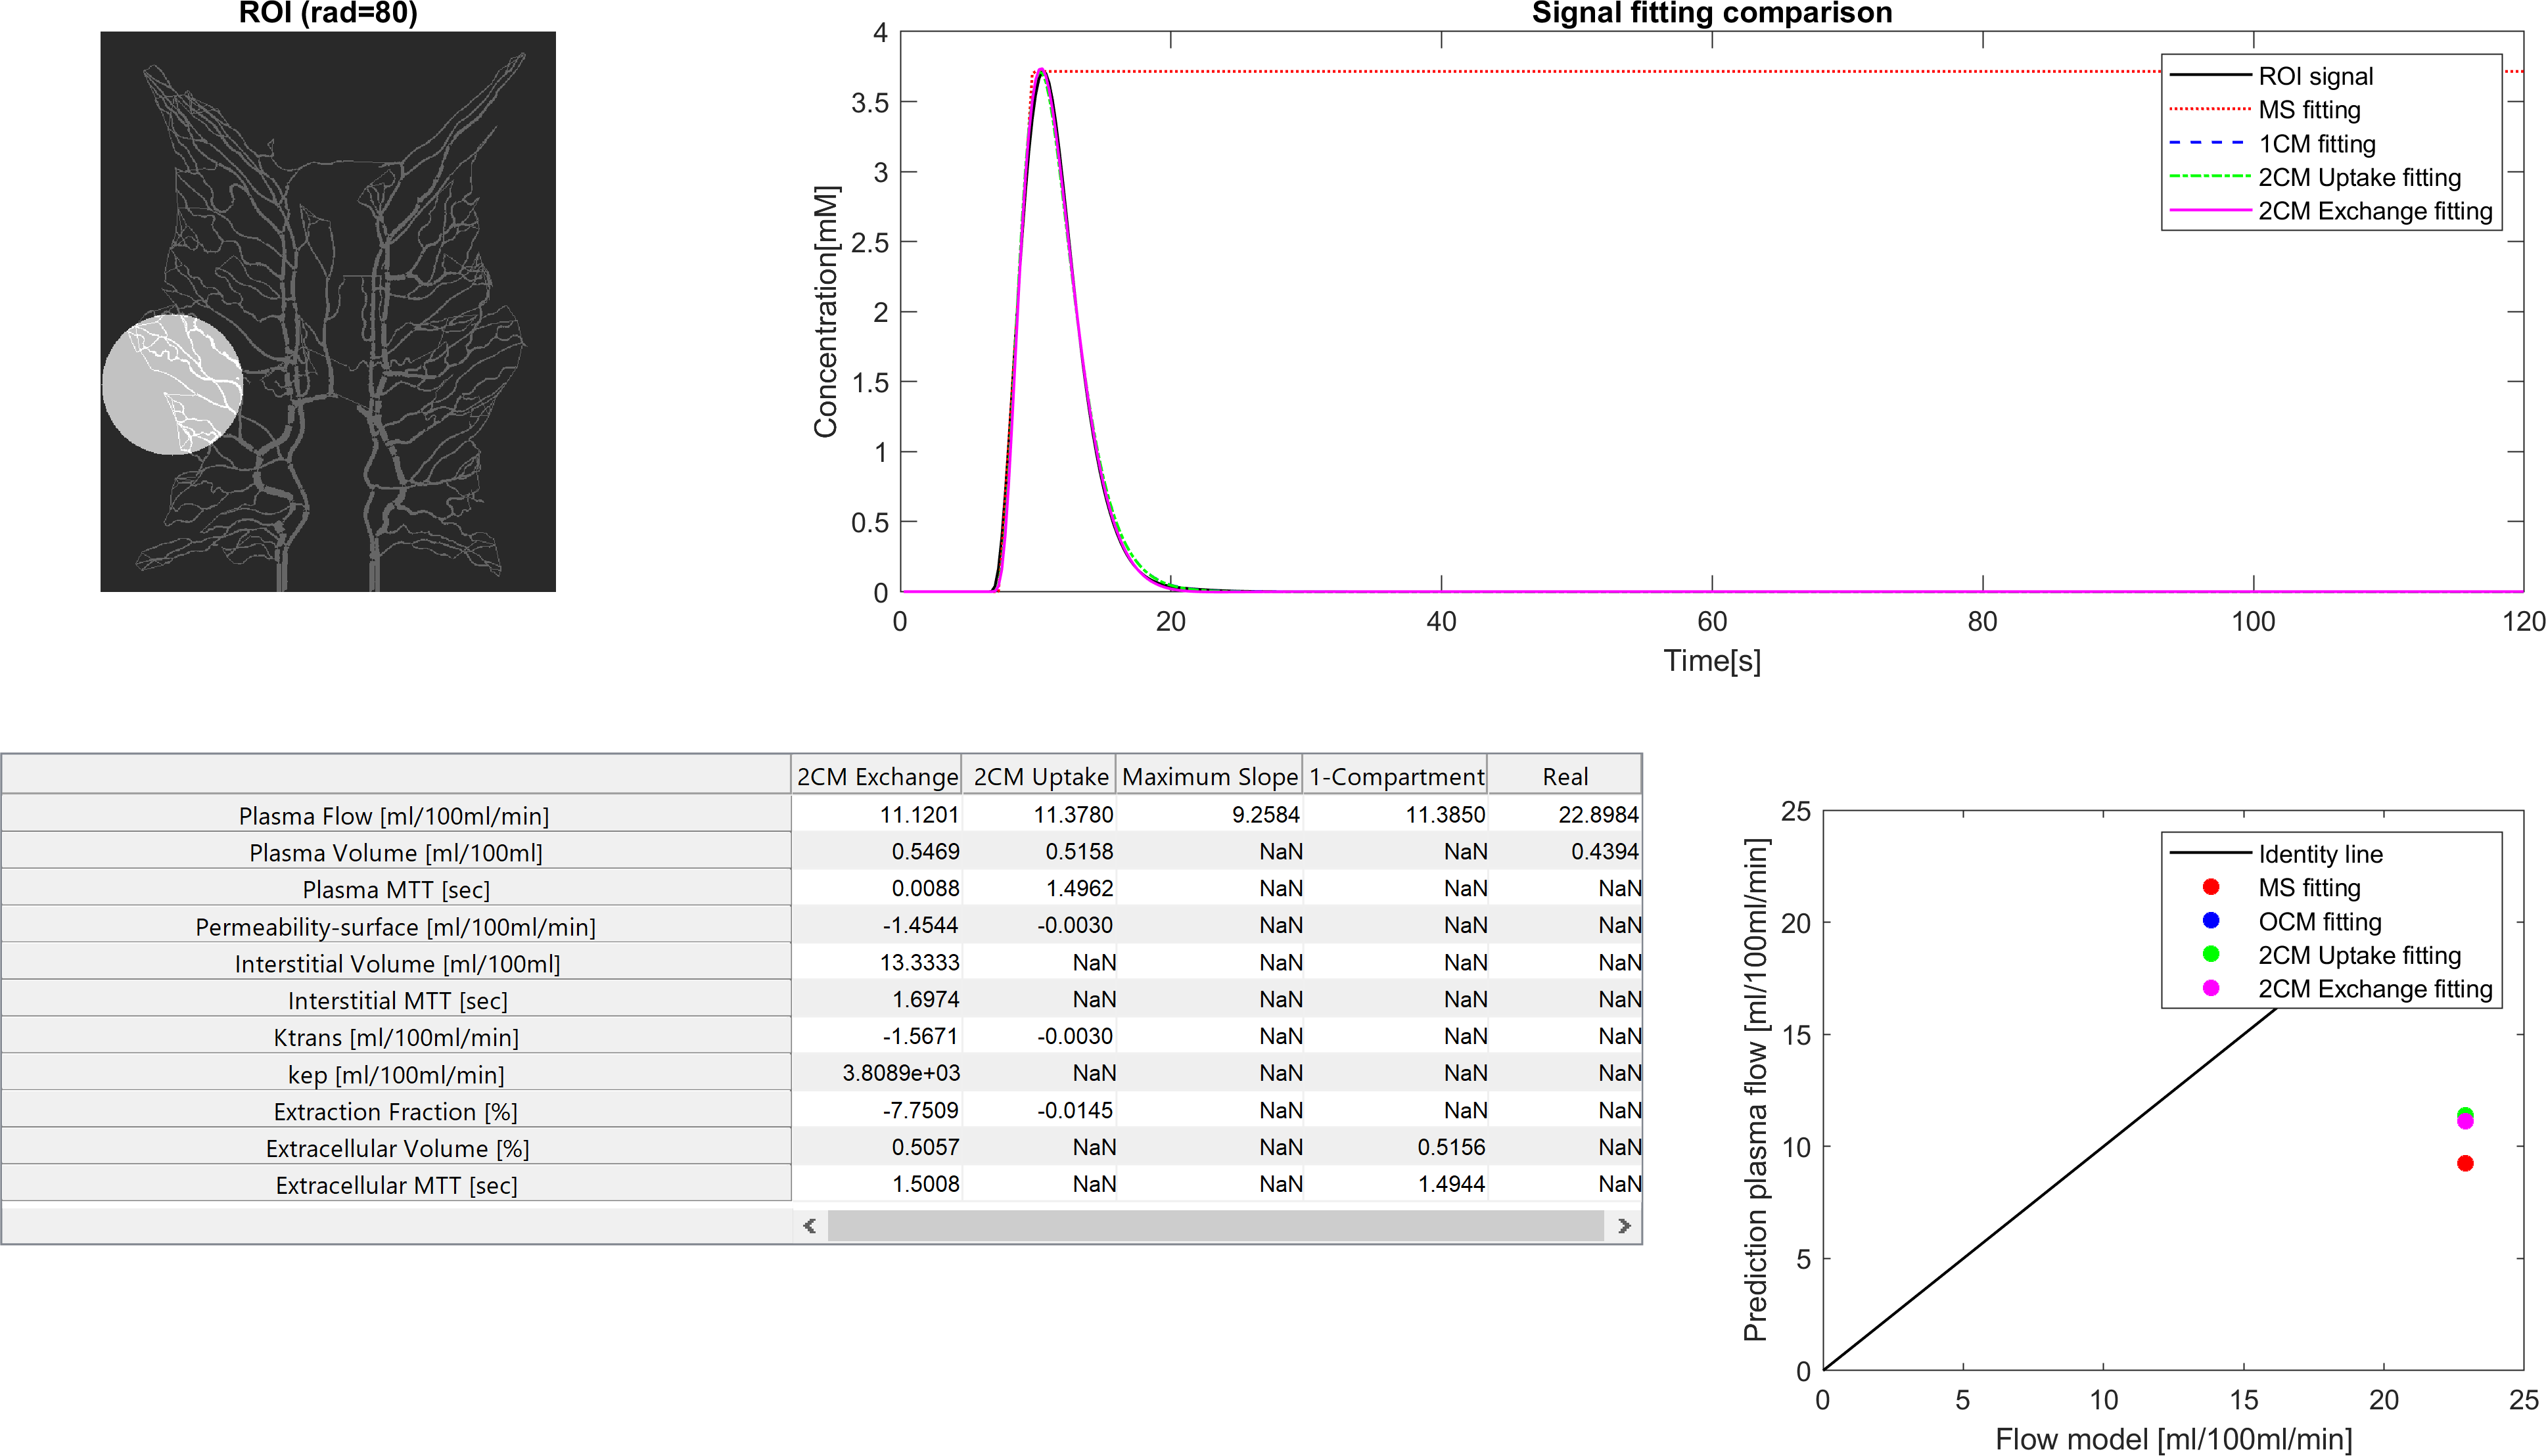 ROI (rad=80)
Signal fitting comparison
4
3.5
3
2.5
2
1.5
1
0.5
0
Concentration[mM]
0 20 40 60 80 100 120
Time[s]
ROI signal
MS fitting
1CM fitting
2CM Uptake fitting
2CM Exchange fitting
2CM Exchange 2CM Uptake Maximum Slope 1-Compartment Real
Plasma Flow [ml/100ml/min] 11.1201 11.3780 9.2584 11.3850 22.8984
Plasma Volume [ml/100ml] 0.5469 0.5158 NaN NaN 0.4394
Plasma MTT [sec] 0.0088 1.4962 NaN NaN NaN
Permeability-surface [ml/100ml/min] -1.4544 -0.0030 NaN NaN NaN
Interstitial Volume [ml/100ml] 13.3333 NaN NaN NaN NaN
Interstitial MTT [sec] 1.6974 NaN NaN NaN NaN
Ktrans [ml/100ml/min] -1.5671 -0.0030 NaN NaN NaN
kep [ml/100ml/min] 3.8089e+03 NaN NaN NaN NaN
Extraction Fraction [%] -7.7509 -0.0145 NaN NaN NaN
Extracellular Volume [%] 0.5057 NaN NaN 0.5156 NaN
Extracellular MTT [sec] 1.5008 NaN NaN 1.4944 NaN
25
20
15
10
5
0
Prediction plasma flow [ml/100ml/min]
Identity line
MS fitting
OCM fitting
2CM Uptake fitting
2CM Exchange fitting
0 5 10 15 20 25
Flow model [ml/100ml/min]